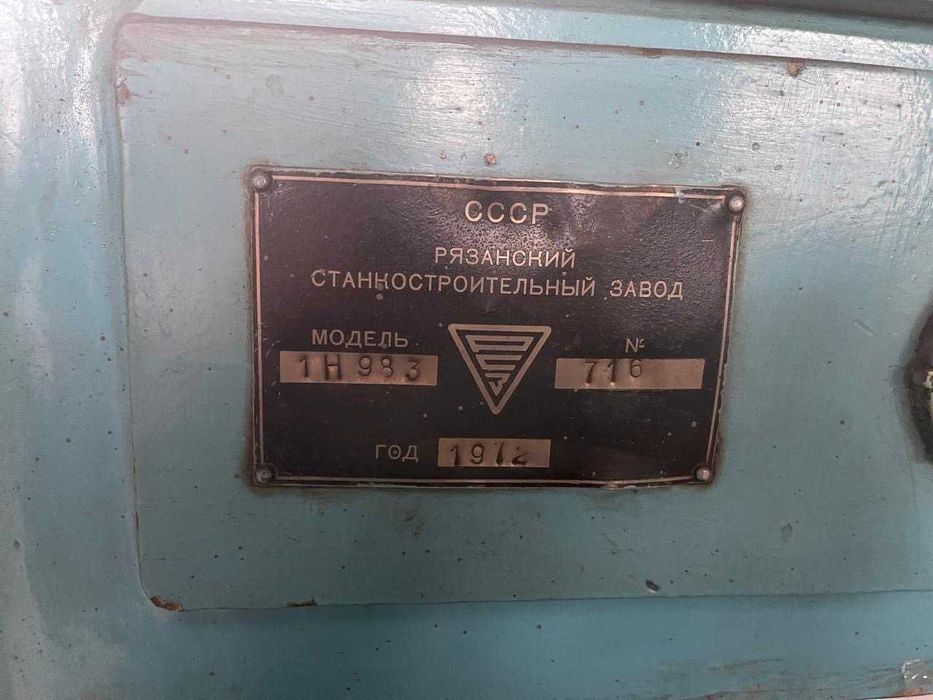 СССР
РЯЗАНСКИЙ
СТАНКОСТРОИТЕЛЬНЫЙ ЗАВОД
МОДЕЛЬ №
1Н983 716
ГОД 1972